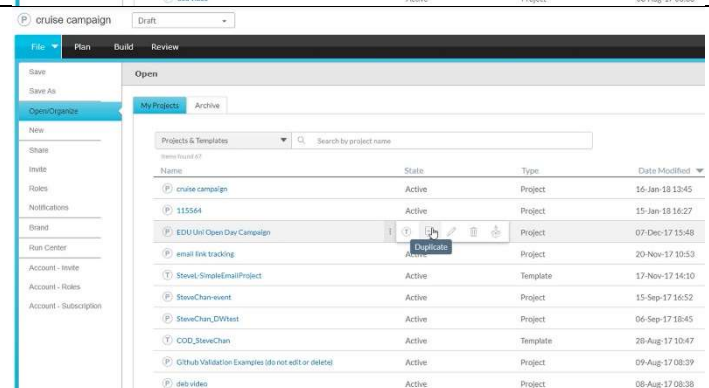 P cruise campaign Draft
File Plan Build Review
Save
Save As
Open/Organize
New
Share
Invite
Roles
Notifications
Brand
Run Center
Account - Invite
Account - Roles
Account - Subscription
Open
My Projects Archive
Projects & Templates Search by project name
Items found 67
Name State Type Date Modified
P cruise campaign Active Project 16-Jan-18 13:45
P 115564 Active Project 15-Jan-18 16:27
P EDU Uni Open Day Campaign T Project 07-Dec-17 15:48
Duplicate
P email link tracking Active Project 20-Nov-17 10:53
T SteveL-SimpleEmailProject Active Template 17-Nov-17 14:10
P SteveChan-event Active Project 15-Sep-17 16:52
P SteveChan_DWtest Active Project 06-Sep-17 18:45
T COD_SteveChan Active Template 28-Aug-17 10:47
P Github Validation Examples (do not edit or delete) Active Project 09-Aug-17 08:39
P deb video Active Project 08-Aug-17 08:38